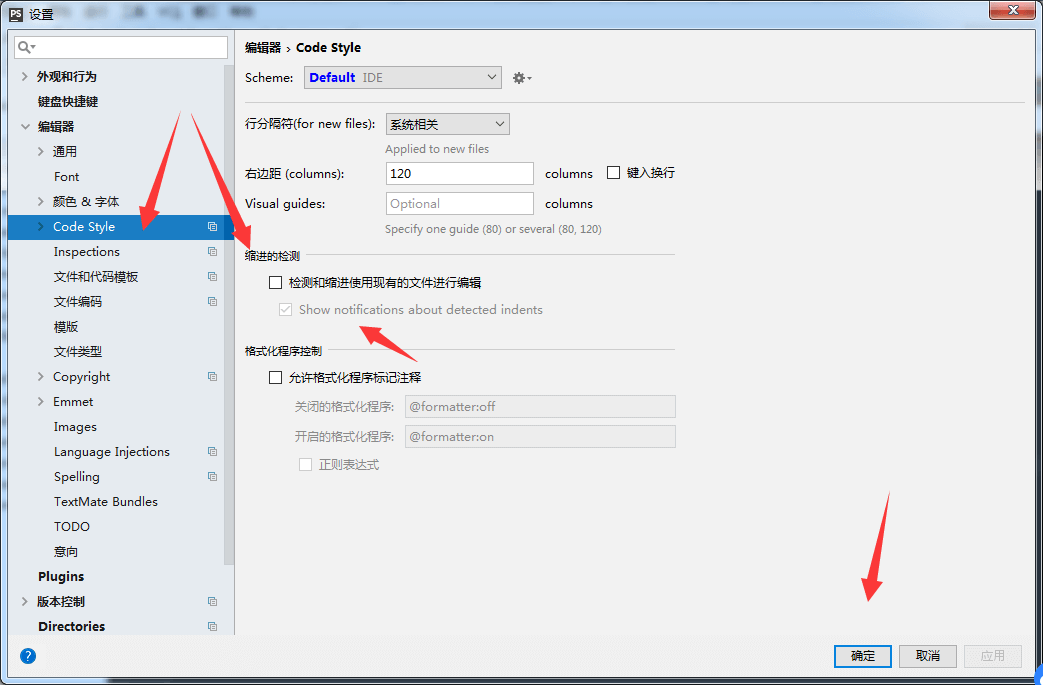 PS 设置
外观和行为
键盘快捷键
编辑器
通用
Font
颜色 & 字体
Code Style
Inspections
文件和代码模板
文件编码
模版
文件类型
Copyright
Emmet
Images
Language Injections
Spelling
TextMate Bundles
TODO
意向
Plugins
版本控制
Directories
编辑器 › Code Style
Scheme: Default IDE
行分隔符(for new files): 系统相关
Applied to new files
右边距 (columns): 120 columns 键入换行
Visual guides: Optional columns
Specify one guide (80) or several (80, 120)
缩进的检测
检测和缩进使用现有的文件进行编辑
Show notifications about detected indents
格式化程序控制
允许格式化程序标记注释
关闭的格式化程序: @formatter:off
开启的格式化程序: @formatter:on
正则表达式
? 确定 取消 应用